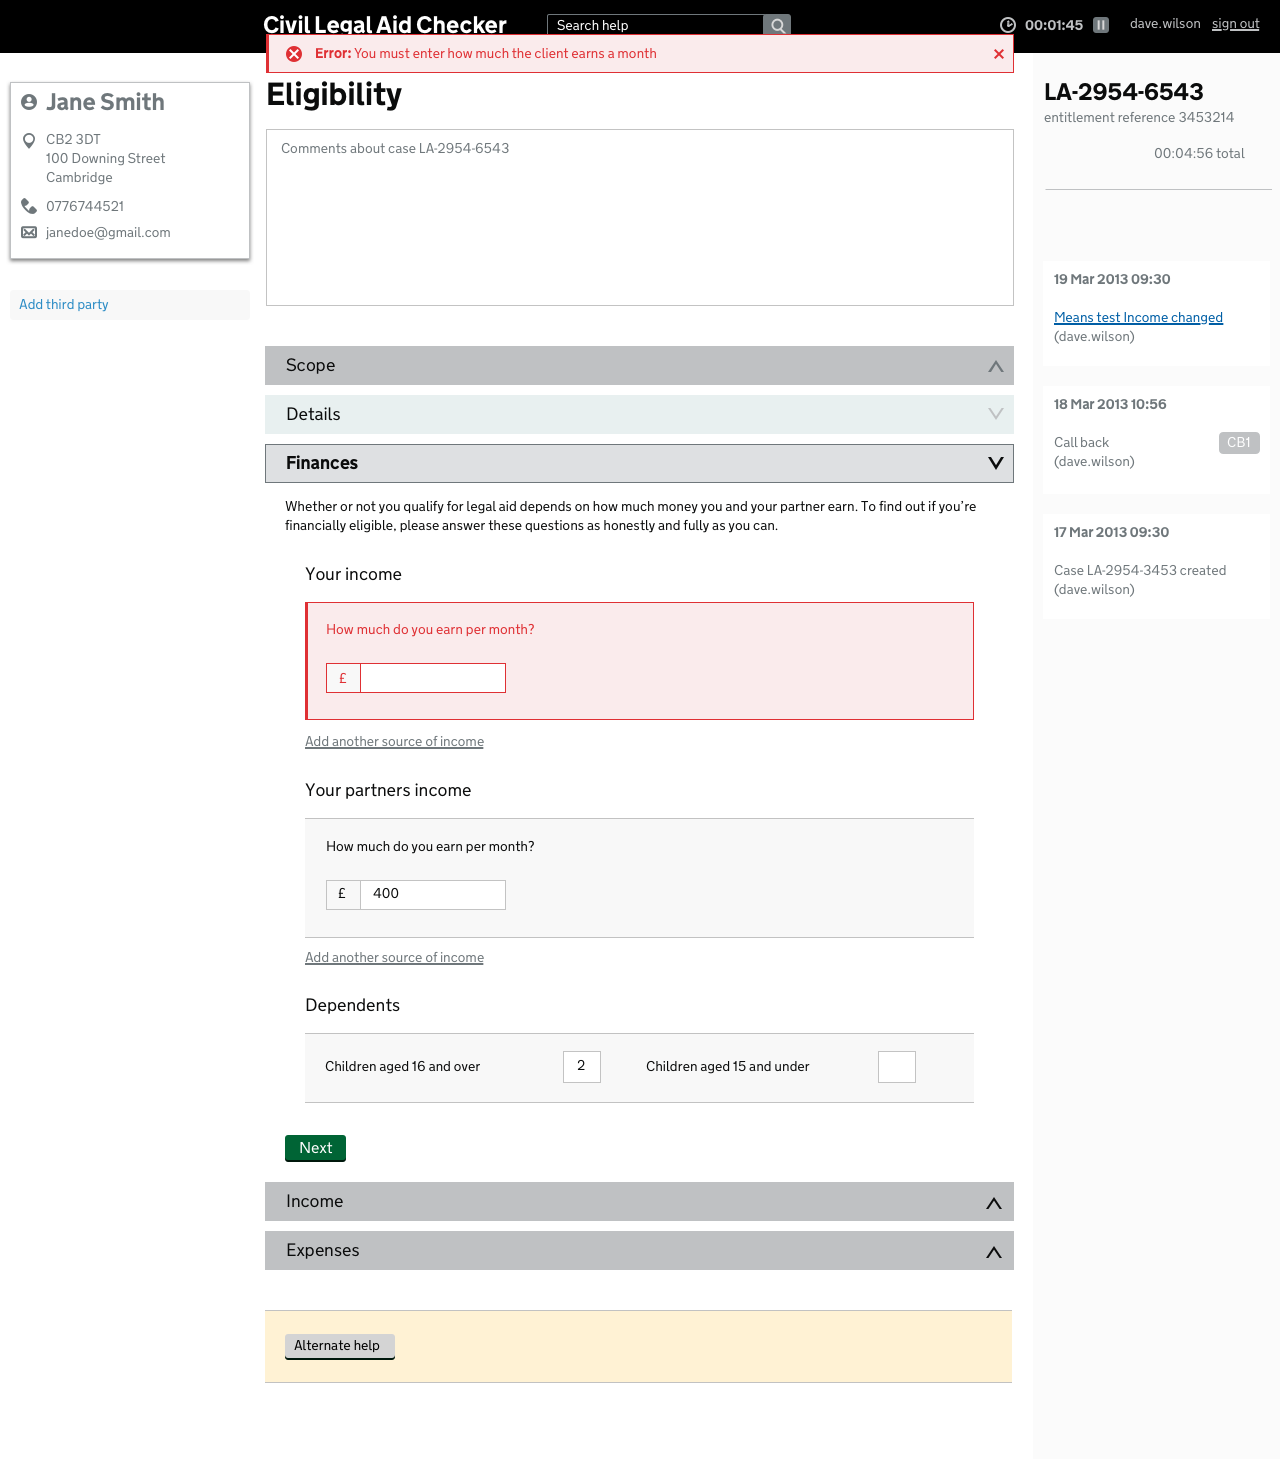 Civil Legal Aid Checker
Search help
00:01:45
dave.wilson
sign out
Error: You must enter how much the client earns a month
Jane Smith
CB2 3DT
100 Downing Street
Cambridge
0776744521
janedoe@gmail.com
Add third party
Eligibility
Comments about case LA-2954-6543
Scope
Details
Finances
Whether or not you qualify for legal aid depends on how much money you and your partner earn. To find out if you're
financially eligible, please answer these questions as honestly and fully as you can.
Your income
How much do you earn per month?
£
Add another source of income
Your partners income
How much do you earn per month?
£ 400
Add another source of income
Dependents
Children aged 16 and over 2 Children aged 15 and under
Next
Income
Expenses
Alternate help
LA-2954-6543
entitlement reference 3453214
00:04:56 total
19 Mar 2013 09:30
Means test Income changed
(dave.wilson)
18 Mar 2013 10:56
Call back CB1
(dave.wilson)
17 Mar 2013 09:30
Case LA-2954-3453 created
(dave.wilson)